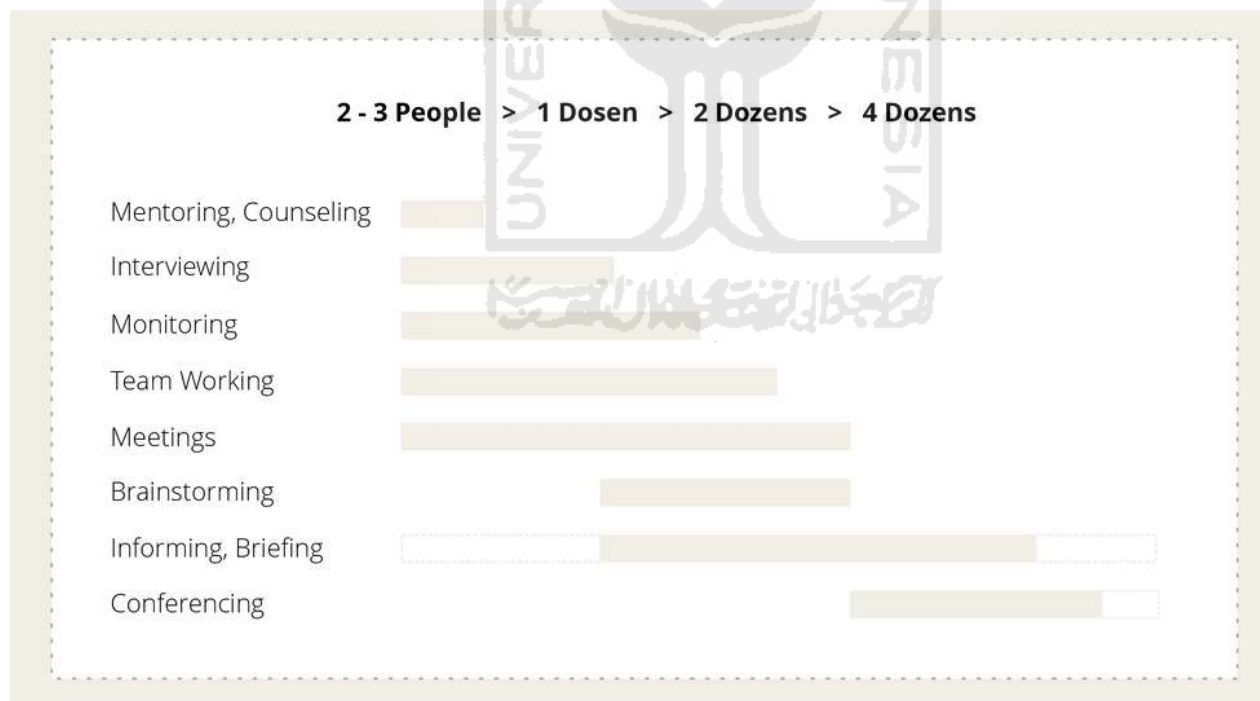 2 - 3 People > 1 Dosen > 2 Dozens > 4 Dozens
Mentoring, Counseling
Interviewing
Monitoring
Team Working
Meetings
Brainstorming
Informing, Briefing
Conferencing